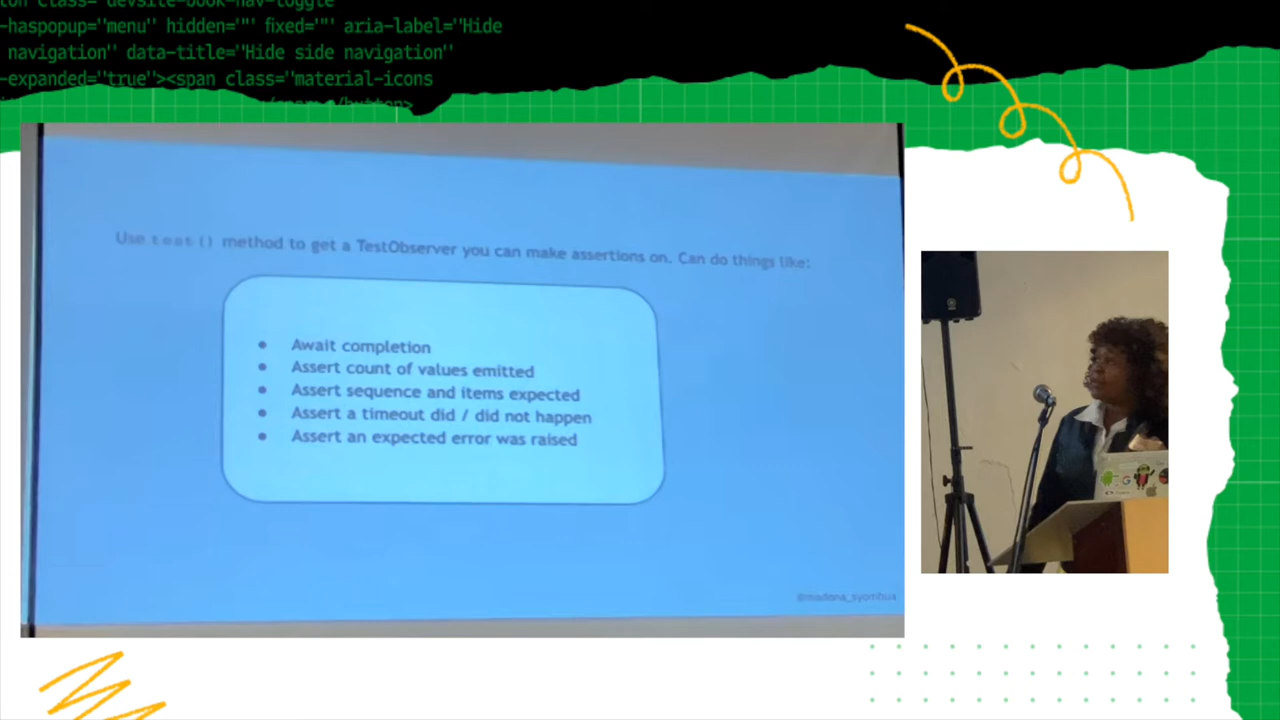 -haspopup="menu" hidden="" fixed="" aria-label="Hide
navigation" data-title="Hide side navigation"
-expanded="true"><span class="material-icons
Use test() method to get a TestObserver you can make assertions on. Can do things like:
• Await completion
• Assert count of values emitted
• Assert sequence and items expected
• Assert a timeout did / did not happen
• Assert an expected error was raised
@madona_syombua